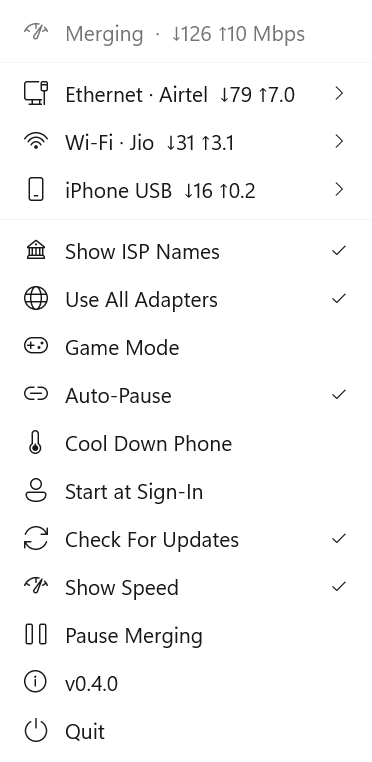 Merging · ↓126 ↑10 Mbps
Ethernet · Airtel ↓79 ↑7.0
Wi-Fi · Jio ↓31 ↑3.1
iPhone USB ↓16 ↑0.2
Show ISP Names
Use All Adapters
Game Mode
Auto-Pause
Cool Down Phone
Start at Sign-In
Check For Updates
Show Speed
Pause Merging
v0.4.0
Quit